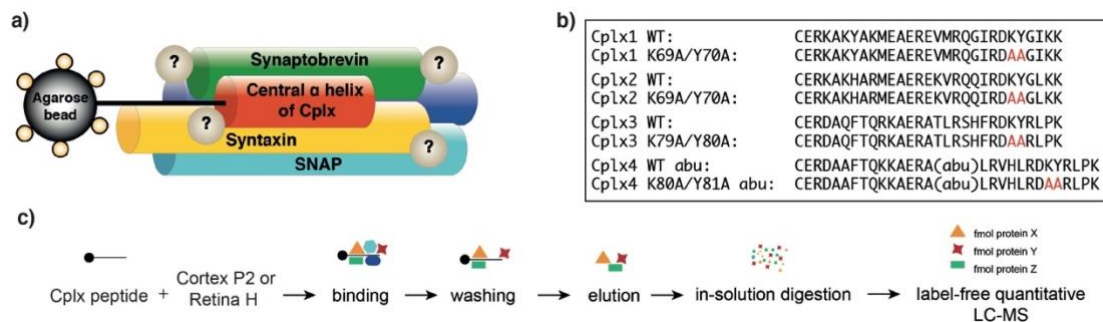 a)
Synaptobrevin
?
?
Agarose
bead
Central α helix
of Cplx
?
Syntaxin
?
SNAP
b)
Cplx1 WT: CERKAKYAKMEAEREVMRQGIRDKYGIKK
Cplx1 K69A/Y70A: CERKAKYAKMEAEREVMRQGIRDAAGIKK
Cplx2 WT: CERKAKHARMEAEREKVRQQIRDKYGLKK
Cplx2 K69A/Y70A: CERKAKHARMEAEREKVRQQIRDAAGLKK
Cplx3 WT: CERDAQFTQRKAERATLRSHFRDKYRLPK
Cplx3 K79A/Y80A: CERDAQFTQRKAERATLRSHFRDAARLPK
Cplx4 WT abu: CERDAAFTQKKAERA(abu)LRVHLRDKYRLPK
Cplx4 K80A/Y81A abu: CERDAAFTQKKAERA(abu)LRVHLRDAARLPK
c)
Cplx peptide + Cortex P2 or
Retina H
binding
washing
elution
in-solution digestion
fmol protein X
fmol protein Y
fmol protein Z
label-free quantitative
LC-MS